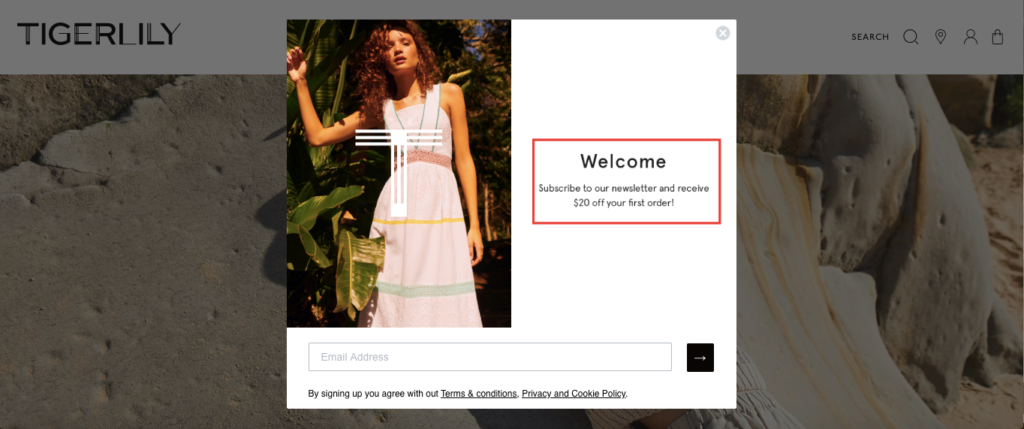 TIGERLILY
SEARCH
T
Welcome
Subscribe to our newsletter and receive
$20 off your first order!
Email Address
By signing up you agree with out Terms & conditions, Privacy and Cookie Policy.